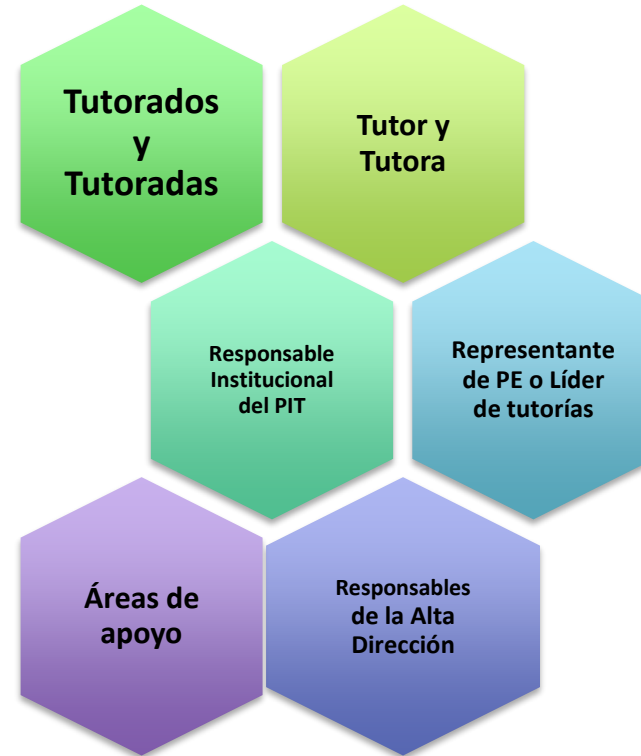 Tutorados
y
Tutoradas
Tutor y
Tutora
Responsable
Institucional
del PIT
Representante
de PE o Líder
de tutorías
Áreas de
apoyo
Responsables
de la Alta
Dirección